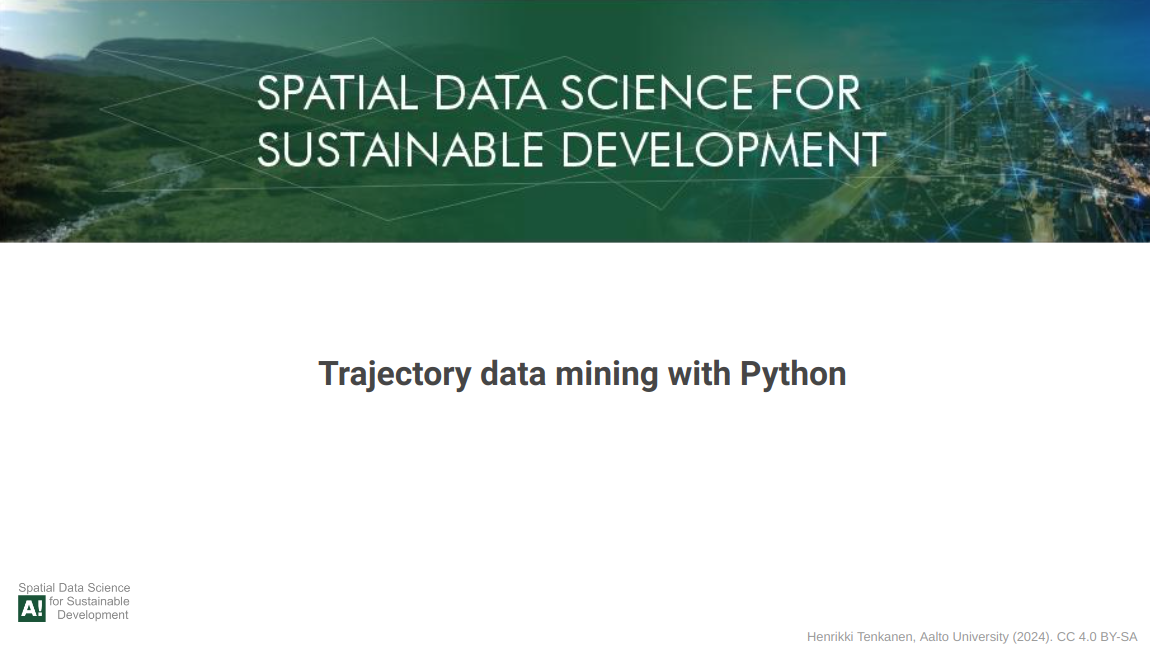 SPATIAL DATA SCIENCE FOR
SUSTAINABLE DEVELOPMENT
Trajectory data mining with Python
Spatial Data Science
A! for Sustainable
Development
Henrikki Tenkanen, Aalto University (2024). CC 4.0 BY-SA